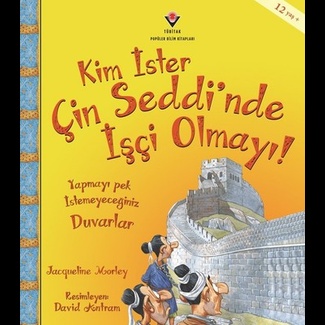 TÜBİTAK
POPÜLER BİLİM KİTAPLARI
12 yaş +
Kim İster
Çin Seddi'nde
İşçi Olmayı!
Yapmayı pek
İstemeyeceğiniz
Duvarlar
Jacqueline Morley
Resimleyen:
David Antram